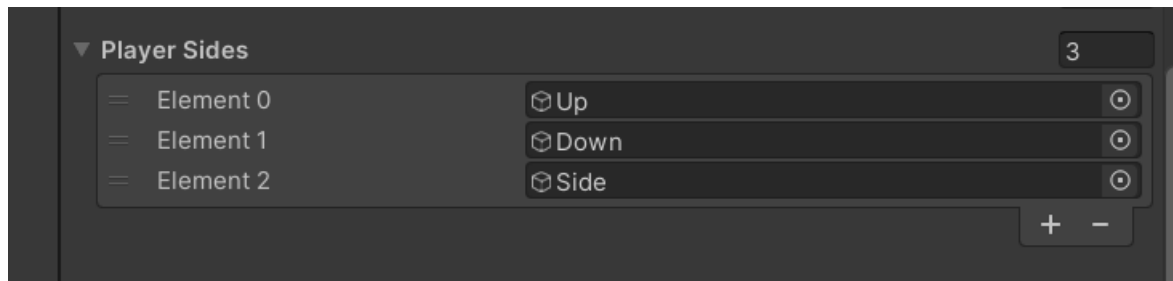 Player Sides 3
Element 0 Up
Element 1 Down
Element 2 Side
+ −